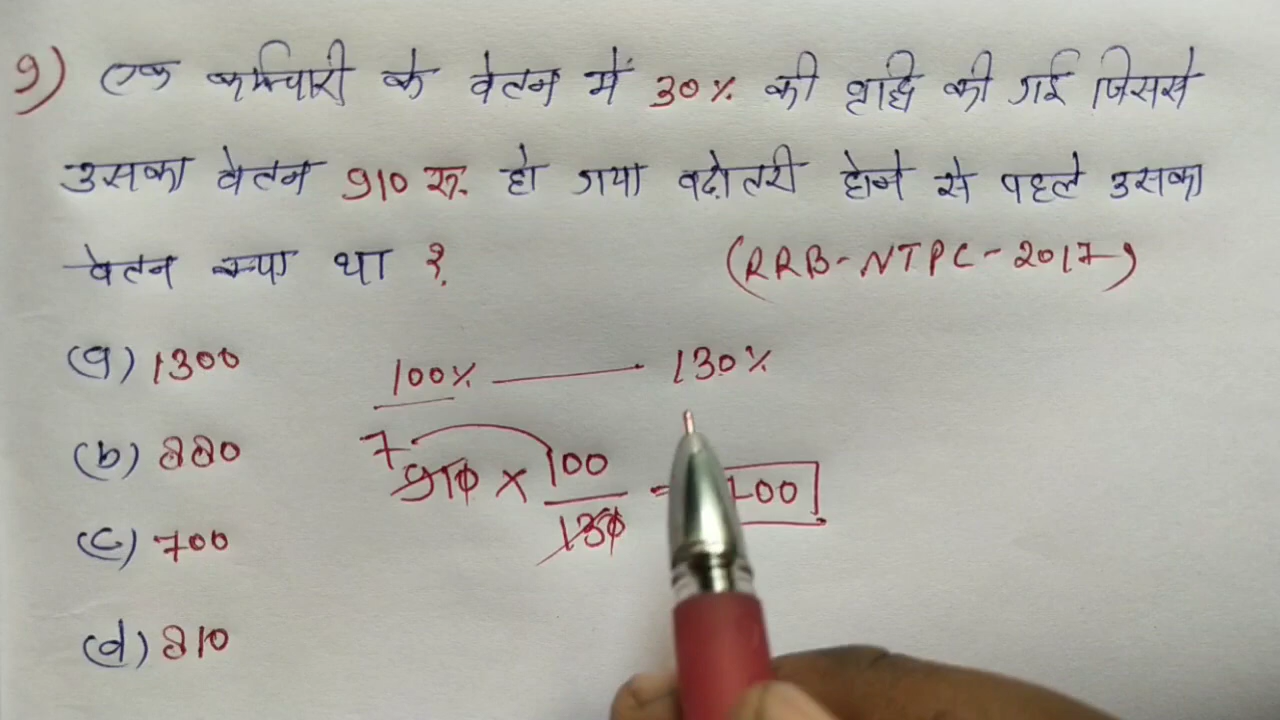 9) एक कर्मचारी के वेतन में 30% की वृद्धि की गई जिससे
उसका वेतन 910 रू. हो गया बढ़ोतरी होने से पहले उसका
वेतन क्या था ?
(RRB-NTPC-2017)
(a) 1300
100% — 130%
(b) 880
7
910 × 100/130 = 700
(c) 700
(d) 810